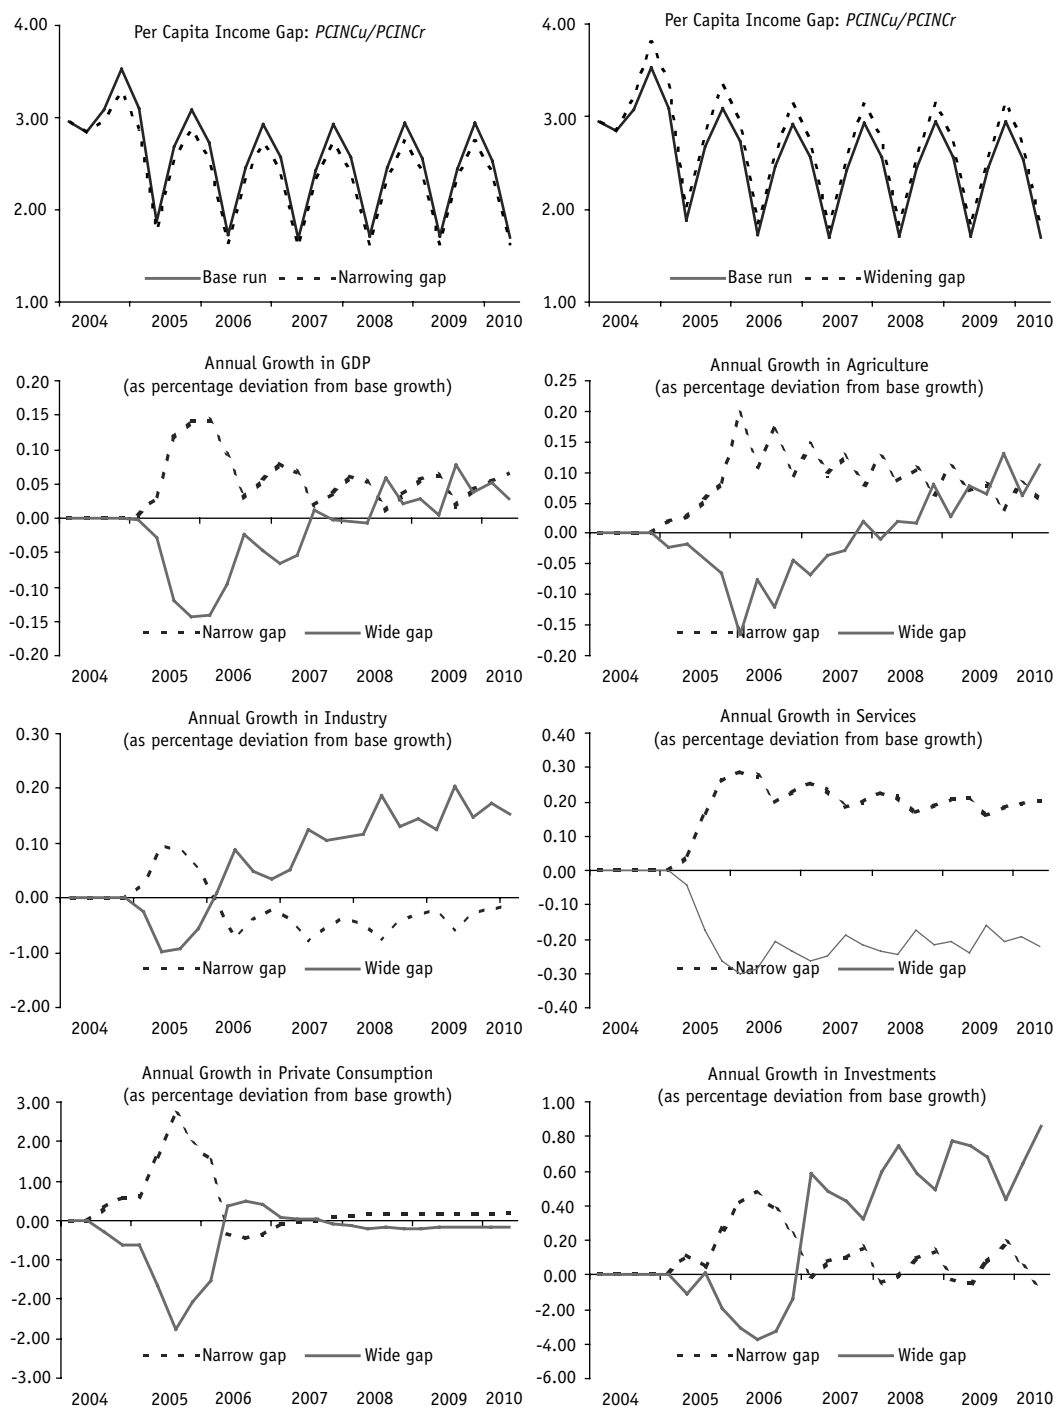 Per Capita Income Gap: PCINCu/PCINCr
4.00
3.00
2.00
1.00
Base run Narrowing gap
2004 2005 2006 2007 2008 2009 2010
Per Capita Income Gap: PCINCu/PCINCr
4.00
3.00
2.00
1.00
Base run Widening gap
2004 2005 2006 2007 2008 2009 2010
Annual Growth in GDP
(as percentage deviation from base growth)
0.20
0.15
0.10
0.05
0.00
-0.05
-0.10
-0.15
-0.20
Narrow gap Wide gap
2004 2005 2006 2007 2008 2009 2010
Annual Growth in Agriculture
(as percentage deviation from base growth)
0.25
0.20
0.15
0.10
0.05
0.00
-0.05
-0.10
-0.15
-0.20
Narrow gap Wide gap
2004 2005 2006 2007 2008 2009 2010
Annual Growth in Industry
(as percentage deviation from base growth)
0.30
0.20
0.10
0.00
-1.00
-2.00
Narrow gap Wide gap
2004 2005 2006 2007 2008 2009 2010
Annual Growth in Services
(as percentage deviation from base growth)
0.40
0.30
0.20
0.10
0.00
-0.10
-0.20
-0.30
-0.40
Narrow gap Wide gap
2004 2005 2006 2007 2008 2009 2010
Annual Growth in Private Consumption
(as percentage deviation from base growth)
3.00
2.00
1.00
0.00
-1.00
-2.00
-2.00
-3.00
Narrow gap Wide gap
2004 2005 2006 2007 2008 2009 2010
Annual Growth in Investments
(as percentage deviation from base growth)
1.00
0.80
0.60
0.40
0.20
0.00
-2.00
-4.00
-6.00
Narrow gap Wide gap
2004 2005 2006 2007 2008 2009 2010